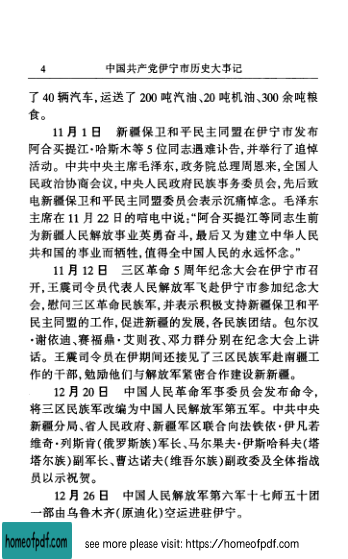 4 中国共产党伊宁市历史大事记
了 40 辆汽车,运送了 200 吨汽油、20 吨机油、300 余吨粮
食。
11 月 1 日 新疆保卫和平民主同盟在伊宁市发布
阿合买提江·哈斯木等 5 位同志遇难讣告,并举行了追悼
活动。中共中央主席毛泽东,政务院总理周恩来,全国人
民政治协商会议,中央人民政府民族事务委员会,先后致
电新疆保卫和平民主同盟委员会表示沉痛悼念。毛泽东
主席在 11 月 22 日的唁电中说:“阿合买提江等同志生前
为新疆人民解放事业英勇奋斗,最后又为建立中华人民
共和国的事业而牺牲,值得全中国人民的永远怀念。”
11 月 12 日 三区革命 5 周年纪念大会在伊宁市召
开,王震司令员代表人民解放军飞赴伊宁市参加纪念大
会,慰问三区革命民族军,并表示积极支持新疆保卫和平
民主同盟的工作,促进新疆的发展,各民族团结。包尔汉
·谢依迪、赛福鼎·艾则孜、邓力群分别在纪念大会上讲
话。王震司令员在伊期间还接见了三区民族军赴南疆工
作的干部,勉励他们与解放军紧密合作建设新新疆。
12 月 20 日 中国人民革命军事委员会发布命令,
将三区民族军改编为中国人民解放军第五军。中共中央
新疆分局、省人民政府、新疆军区联合向法铁依·伊凡若
维奇·列斯肯(俄罗斯族)军长、马尔果夫·伊斯哈科夫(塔
塔尔族)副军长、曹达诺夫(维吾尔族)副政委及全体指战
员以示祝贺。
12 月 26 日 中国人民解放军第六军十七师五十团
一部由乌鲁木齐(原迪化)空运进驻伊宁。
homeofpdf.com see more please visit: https://homeofpdf.com